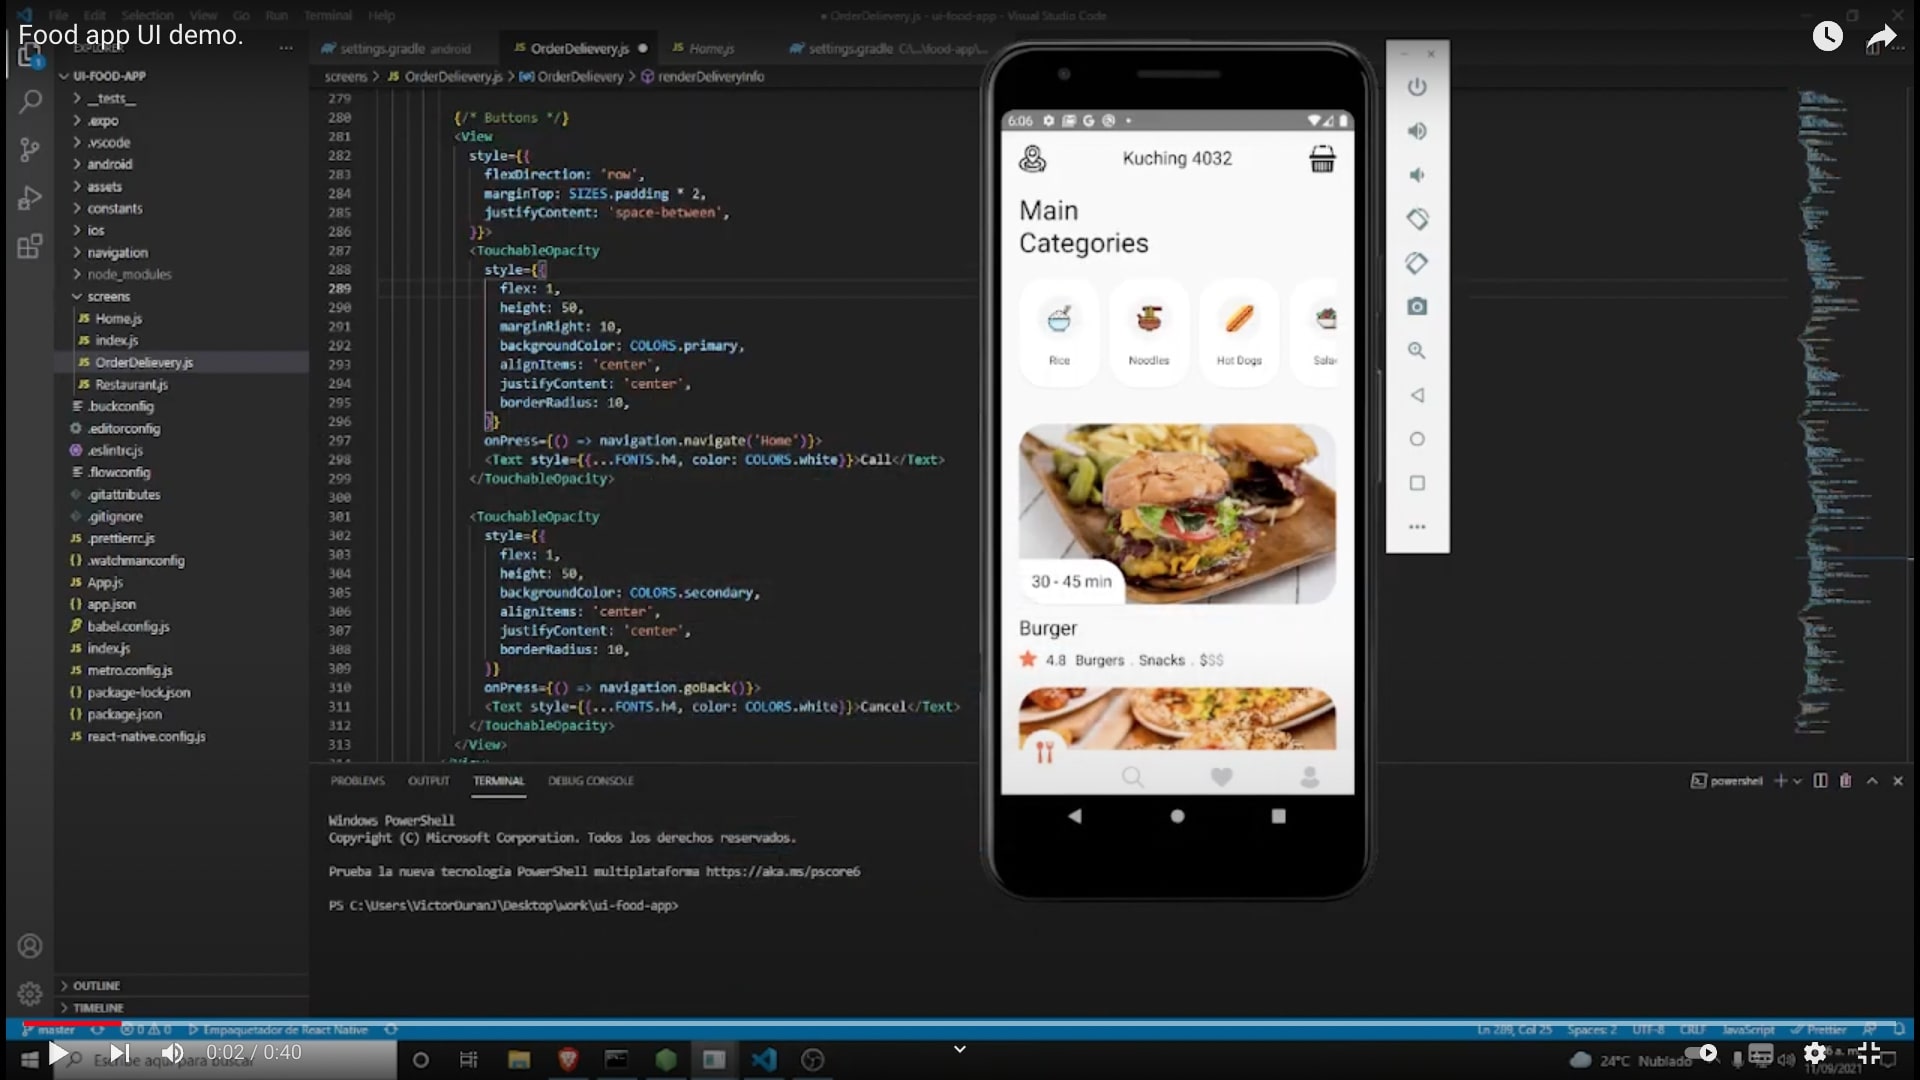 File Edit Selection View Go Run Terminal Help
● OrderDelievery.js - ui-food-app - Visual Studio Code
Food app UI demo.
EXPLORER
settings.gradle android
JS OrderDelievery.js ●
JS Home.js
settings.gradle C:\...\food-app\...
screens > JS OrderDelievery.js > OrderDelievery > renderDeliveryInfo
UI-FOOD-APP
__tests__
.expo
.vscode
android
assets
constants
ios
navigation
node_modules
screens
JS Home.js
JS index.js
JS OrderDelievery.js
JS Restaurant.js
.buckconfig
.editorconfig
.eslintrc.js
.flowconfig
.gitattributes
.gitignore
JS .prettierrc.js
{} .watchmanconfig
JS App.js
{} app.json
babel.config.js
JS index.js
JS metro.config.js
{} package-lock.json
{} package.json
JS react-native.config.js
OUTLINE
TIMELINE
279
280 {/* Buttons */}
281 <View
282 style={{
283 flexDirection: 'row',
284 marginTop: SIZES.padding * 2,
285 justifyContent: 'space-between',
286 }}>
287 <TouchableOpacity
288 style={{
289 flex: 1,
290 height: 50,
291 marginRight: 10,
292 backgroundColor: COLORS.primary,
293 alignItems: 'center',
294 justifyContent: 'center',
295 borderRadius: 10,
296 }}
297 onPress={() => navigation.navigate('Home')}>
298 <Text style={{...FONTS.h4, color: COLORS.white}}>Call</Text>
299 </TouchableOpacity>
300
301 <TouchableOpacity
302 style={{
303 flex: 1,
304 height: 50,
305 backgroundColor: COLORS.secondary,
306 alignItems: 'center',
307 justifyContent: 'center',
308 borderRadius: 10,
309 }}
310 onPress={() => navigation.goBack()}>
311 <Text style={{...FONTS.h4, color: COLORS.white}}>Cancel</Text>
312 </TouchableOpacity>
313 </View>
PROBLEMS OUTPUT TERMINAL DEBUG CONSOLE
powershell
Windows PowerShell
Copyright (C) Microsoft Corporation. Todos los derechos reservados.
Prueba la nueva tecnología PowerShell multiplataforma https://aka.ms/pscore6
PS C:\Users\VictorDuranJ\Desktop\work\ui-food-app>
6:06
Kuching 4032
Main
Categories
Rice
Noodles
Hot Dogs
Sala
30 - 45 min
Burger
4.8 Burgers . Snacks . $$$
master
0 0
Empaquetador de React Native
Ln 289, Col 25 Spaces: 2 UTF-8 CRLF JavaScript Prettier
0:02 / 0:40
Escribe aquí para buscar
24°C Nublado
11/09/2021